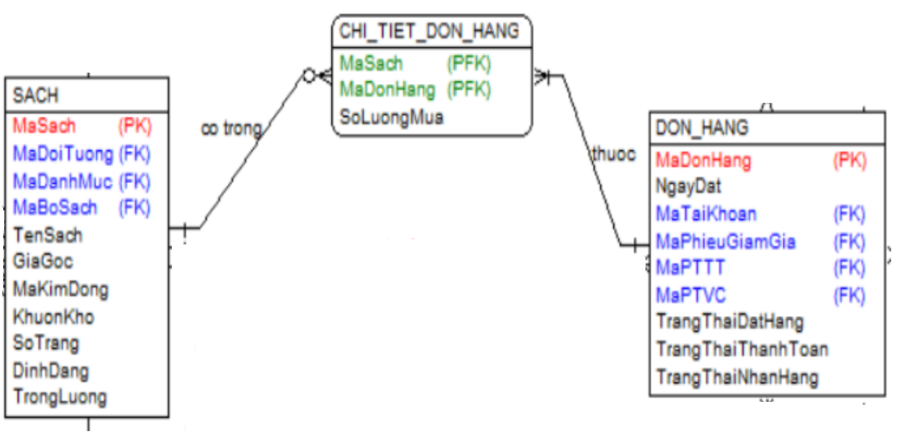 CHI_TIET_DON_HANG
MaSach (PFK)
MaDonHang (PFK)
SoLuongMua
SACH
MaSach (PK)
MaDoiTuong (FK)
MaDanhMuc (FK)
MaBoSach (FK)
TenSach
GiaGoc
MaKimDong
KhuonKho
SoTrang
DinhDang
TrongLuong
co trong
thuoc
DON_HANG
MaDonHang (PK)
NgayDat
MaTaiKhoan (FK)
MaPhieuGiamGia (FK)
MaPTTT (FK)
MaPTVC (FK)
TrangThaiDatHang
TrangThaiThanhToan
TrangThaiNhanHang